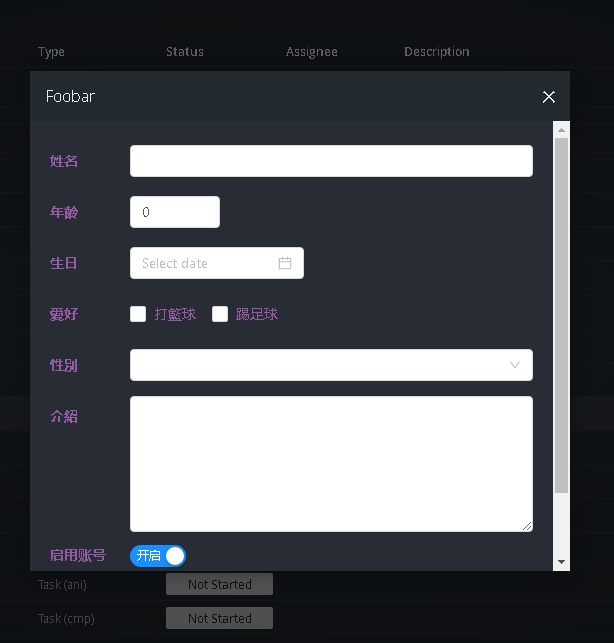 Type Status Assignee Description
Foobar
姓名
年龄 0
生日 Select date
爱好 打籃球 踢足球
性别
介紹
启用账号 开启
Task (ani) Not Started
Task (cmp) Not Started